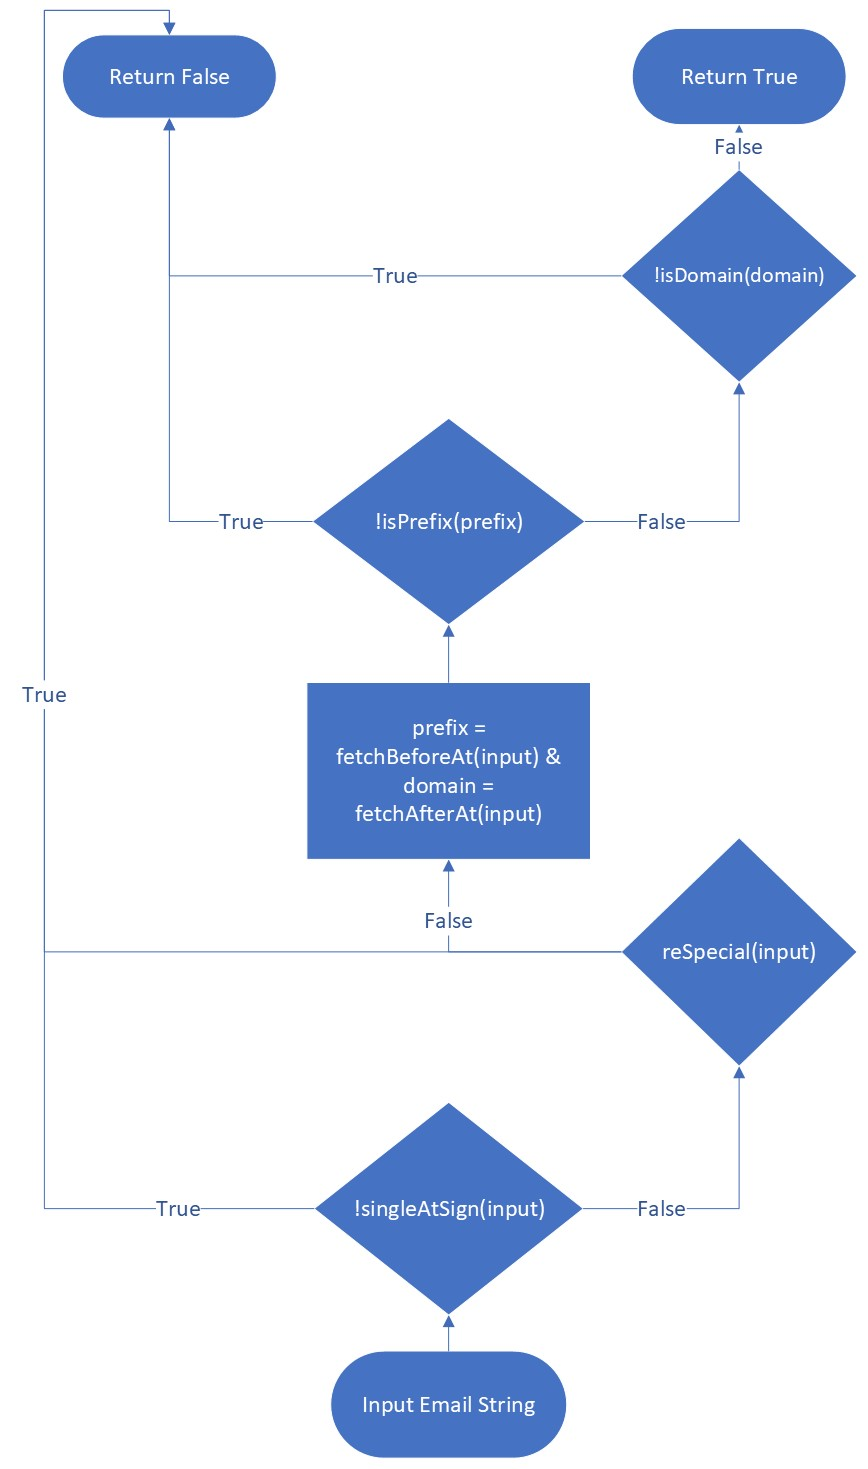 Return False
Return True
False
True
!isDomain(domain)
True
!isPrefix(prefix)
False
True
prefix =
fetchBeforeAt(input) &
domain =
fetchAfterAt(input)
False
reSpecial(input)
True
!singleAtSign(input)
False
Input Email String